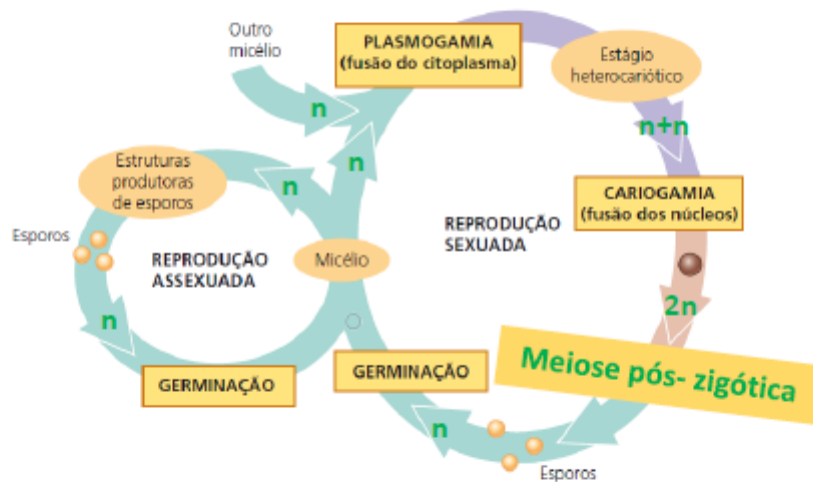 Outro
micélio
PLASMOGAMIA
(fusão do citoplasma)
Estágio
heterocariótico
n
n
n+n
Estruturas
produtoras
de esporos
n
CARIOGAMIA
(fusão dos núcleos)
Esporos
REPRODUÇÃO
ASSEXUADA
Micélio
REPRODUÇÃO
SEXUADA
2n
n
GERMINAÇÃO
GERMINAÇÃO
Meiose pós- zigótica
n
Esporos